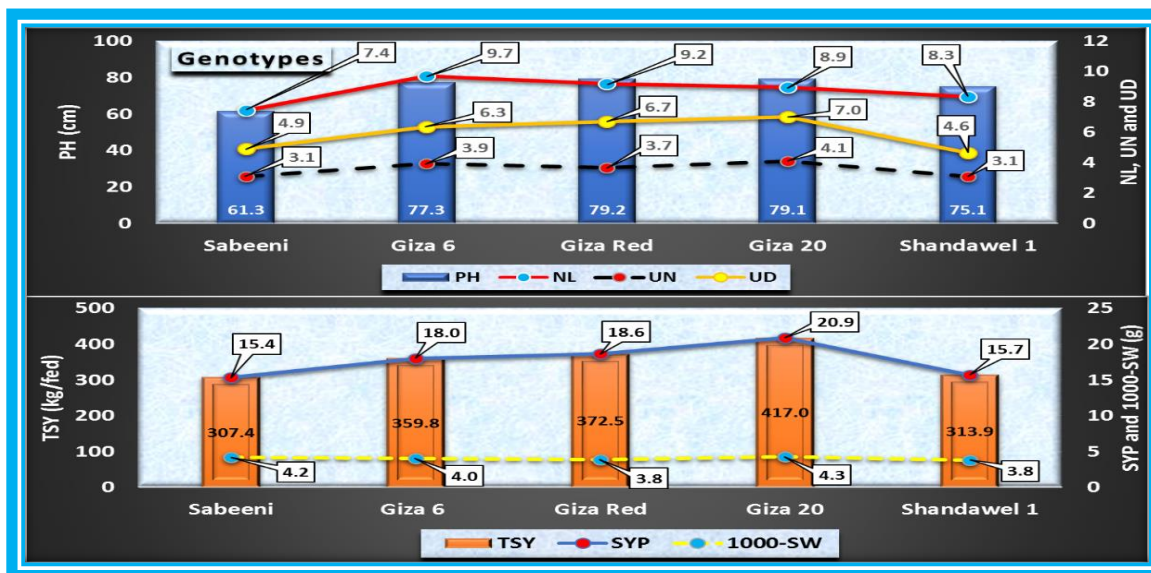 Genotypes
PH (cm)
100
80
60
40
20
0
7.4 9.7 9.2 8.9 8.3
4.9 6.3 6.7 7.0 4.6
3.1 3.9 3.7 4.1 3.1
61.3 77.3 79.2 79.1 75.1
12
10
8
6
4
2
0
NL, UN and UD
Sabeeni Giza 6 Giza Red Giza 20 Shandawel 1
PH NL UN UD
TSY (kg/fed)
500
400
300
200
100
0
15.4 18.0 18.6 20.9 15.7
307.4 359.8 372.5 417.0 313.9
4.2 4.0 3.8 4.3 3.8
25
20
15
10
5
0
SYP and 1000-SW (g)
Sabeeni Giza 6 Giza Red Giza 20 Shandawel 1
TSY SYP 1000-SW